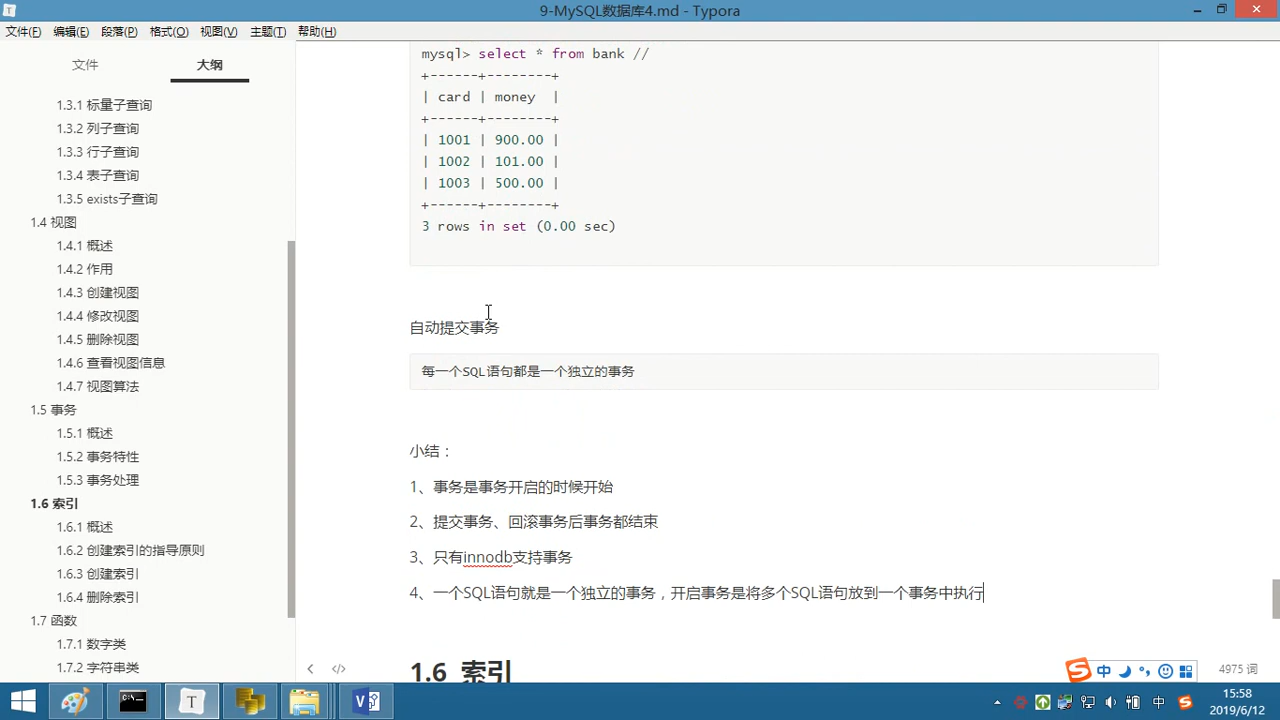 9-MySQL数据库4.md - Typora
文件(F) 编辑(E) 段落(P) 格式(O) 视图(V) 主题(T) 帮助(H)
文件 大纲
1.3.1 标量子查询
1.3.2 列子查询
1.3.3 行子查询
1.3.4 表子查询
1.3.5 exists子查询
1.4 视图
1.4.1 概述
1.4.2 作用
1.4.3 创建视图
1.4.4 修改视图
1.4.5 删除视图
1.4.6 查看视图信息
1.4.7 视图算法
1.5 事务
1.5.1 概述
1.5.2 事务特性
1.5.3 事务处理
1.6 索引
1.6.1 概述
1.6.2 创建索引的指导原则
1.6.3 创建索引
1.6.4 删除索引
1.7 函数
1.7.1 数字类
1.7.2 字符串类
mysql> select * from bank //
+------+--------+
| card | money  |
+------+--------+
| 1001 | 900.00 |
| 1002 | 101.00 |
| 1003 | 500.00 |
+------+--------+
3 rows in set (0.00 sec)
自动提交事务
每一个SQL语句都是一个独立的事务
小结：
1、事务是事务开启的时候开始
2、提交事务、回滚事务后事务都结束
3、只有innodb支持事务
4、一个SQL语句就是一个独立的事务，开启事务是将多个SQL语句放到一个事务中执行
1.6 索引
中
4975 词
中
15:58
2019/6/12